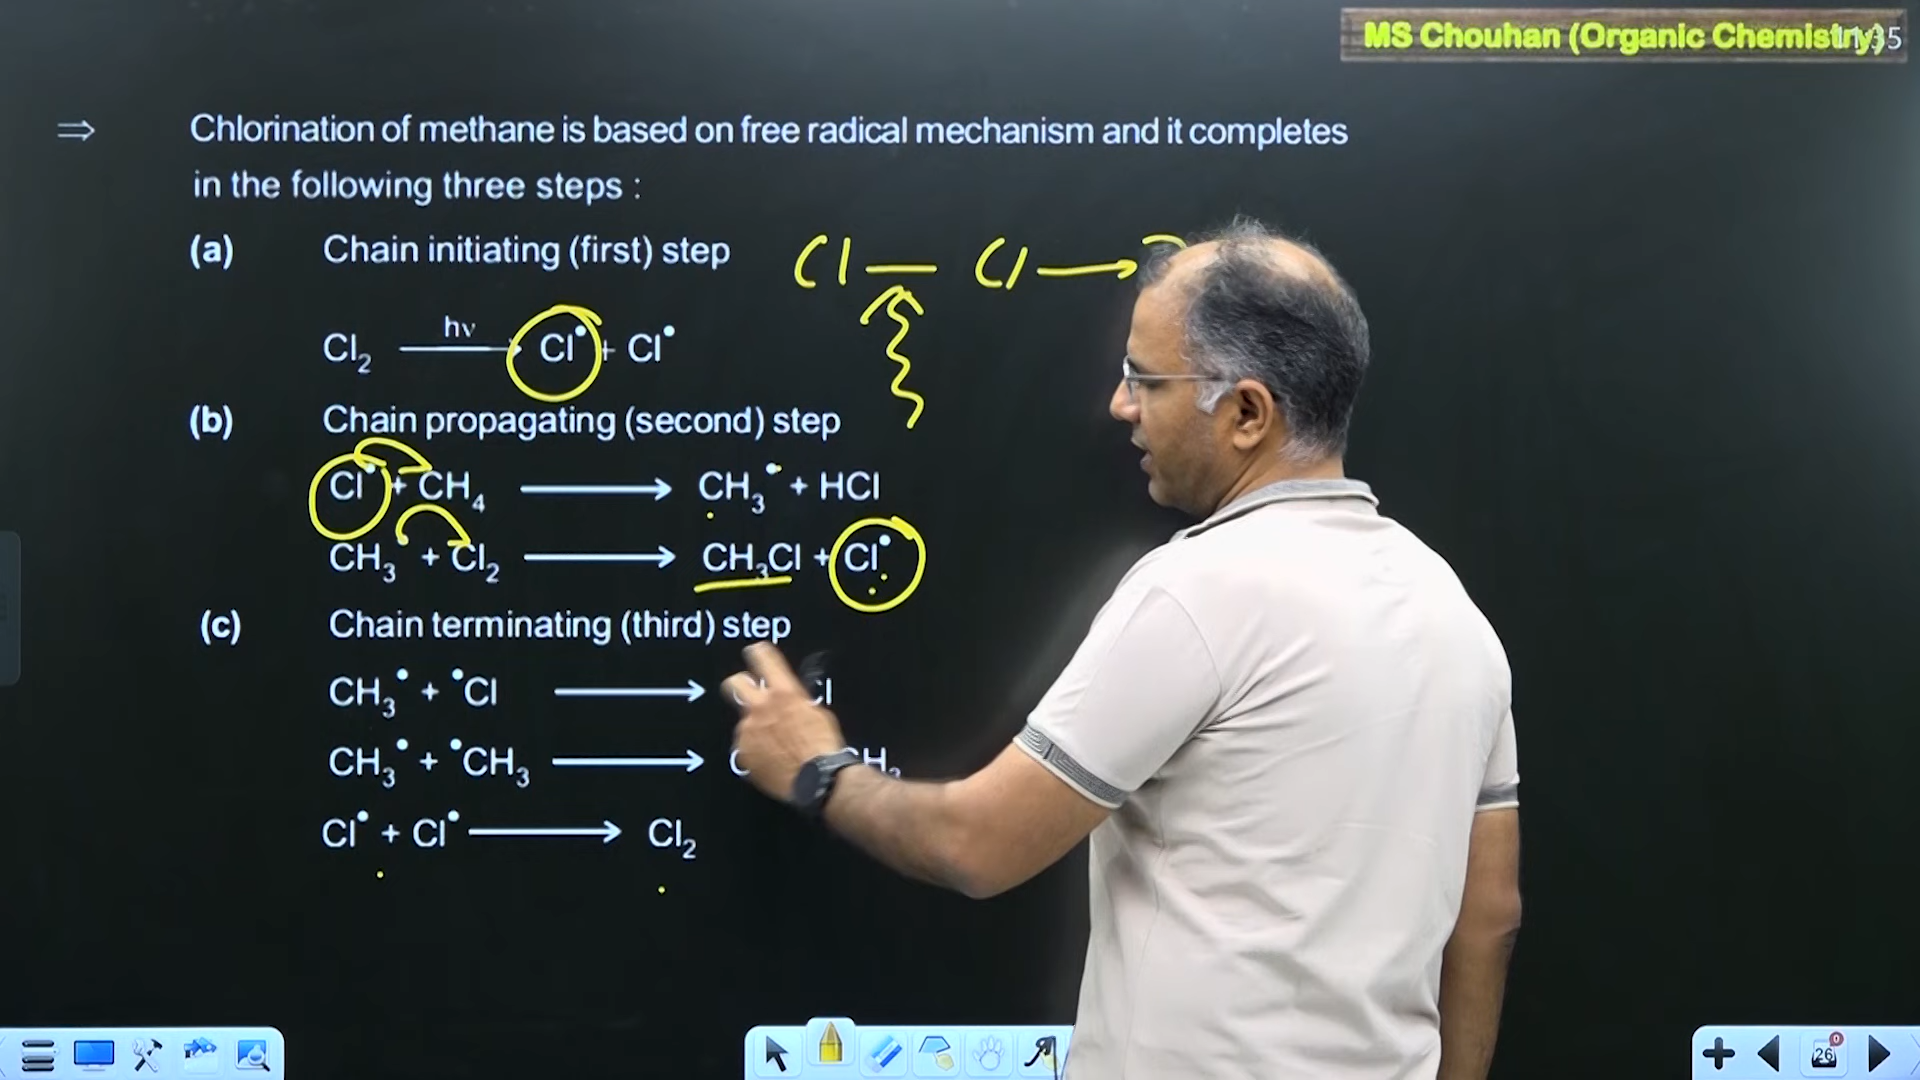 MS Chouhan (Organic Chemistry)
⇒ Chlorination of methane is based on free radical mechanism and it completes
in the following three steps :
(a) Chain initiating (first) step
Cl — Cl →
hν
Cl₂ → Cl• + Cl•
(b) Chain propagating (second) step
Cl• + CH₄ → CH₃• + HCl
CH₃• + Cl₂ → CH₃Cl + Cl•
(c) Chain terminating (third) step
CH₃• + •Cl →
CH₃• + •CH₃ →
Cl• + Cl• → Cl₂
26
0